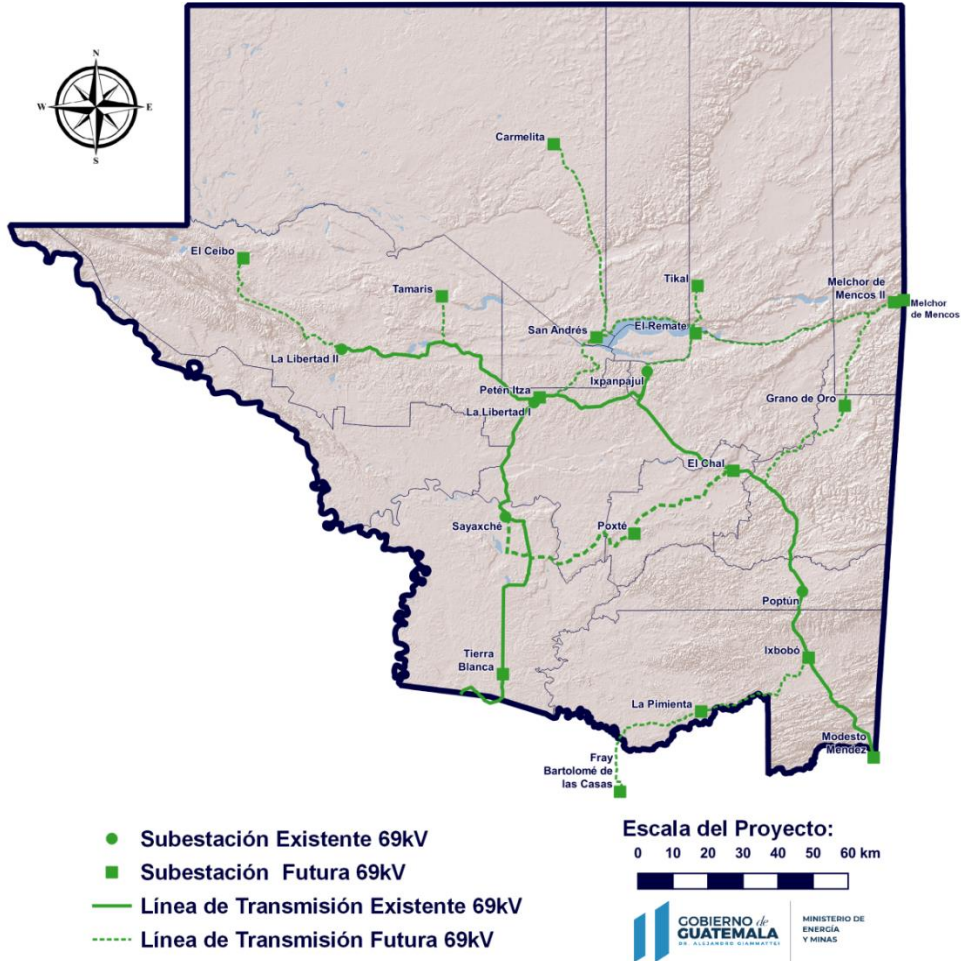 N
W
E
S
Carmelita
El Ceibo
Tamaris
Tikal
Melchor de
Mencos II
Melchor
de Mencos
San Andrés
El Remate
La Libertad II
Ixpanpajul
Petén Itza
La Libertad I
Grano de Oro
El Chal
Sayaxché
Poxté
Poptún
Tierra
Blanca
Ixbobó
La Pimienta
Modesto
Mendez
Fray
Bartolomé de
las Casas
Subestación Existente 69kV
Subestación Futura 69kV
Línea de Transmisión Existente 69kV
Línea de Transmisión Futura 69kV
Escala del Proyecto:
0 10 20 30 40 50 60 km
GOBIERNO de
GUATEMALA
DR. ALEJANDRO GIAMMATTEI
MINISTERIO DE
ENERGÍA
Y MINAS